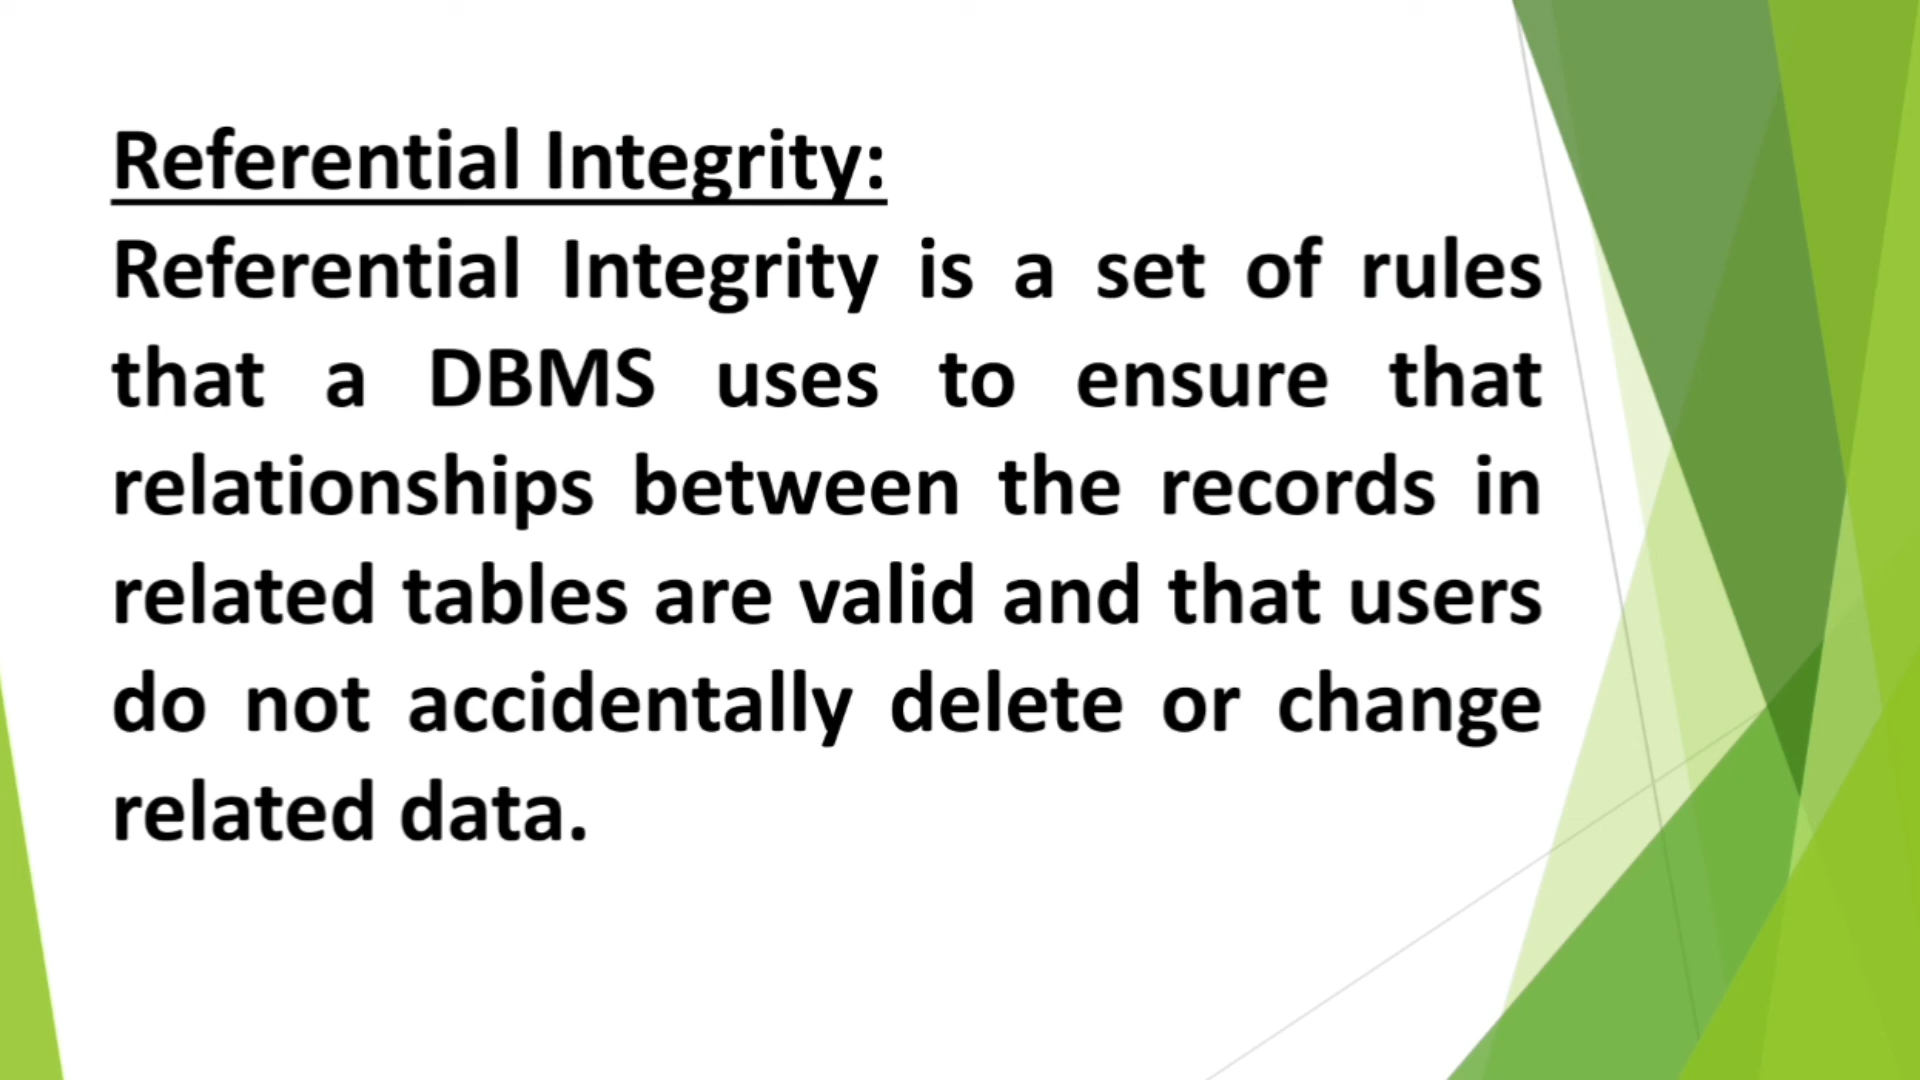 Referential Integrity:
Referential Integrity is a set of rules
that a DBMS uses to ensure that
relationships between the records in
related tables are valid and that users
do not accidentally delete or change
related data.